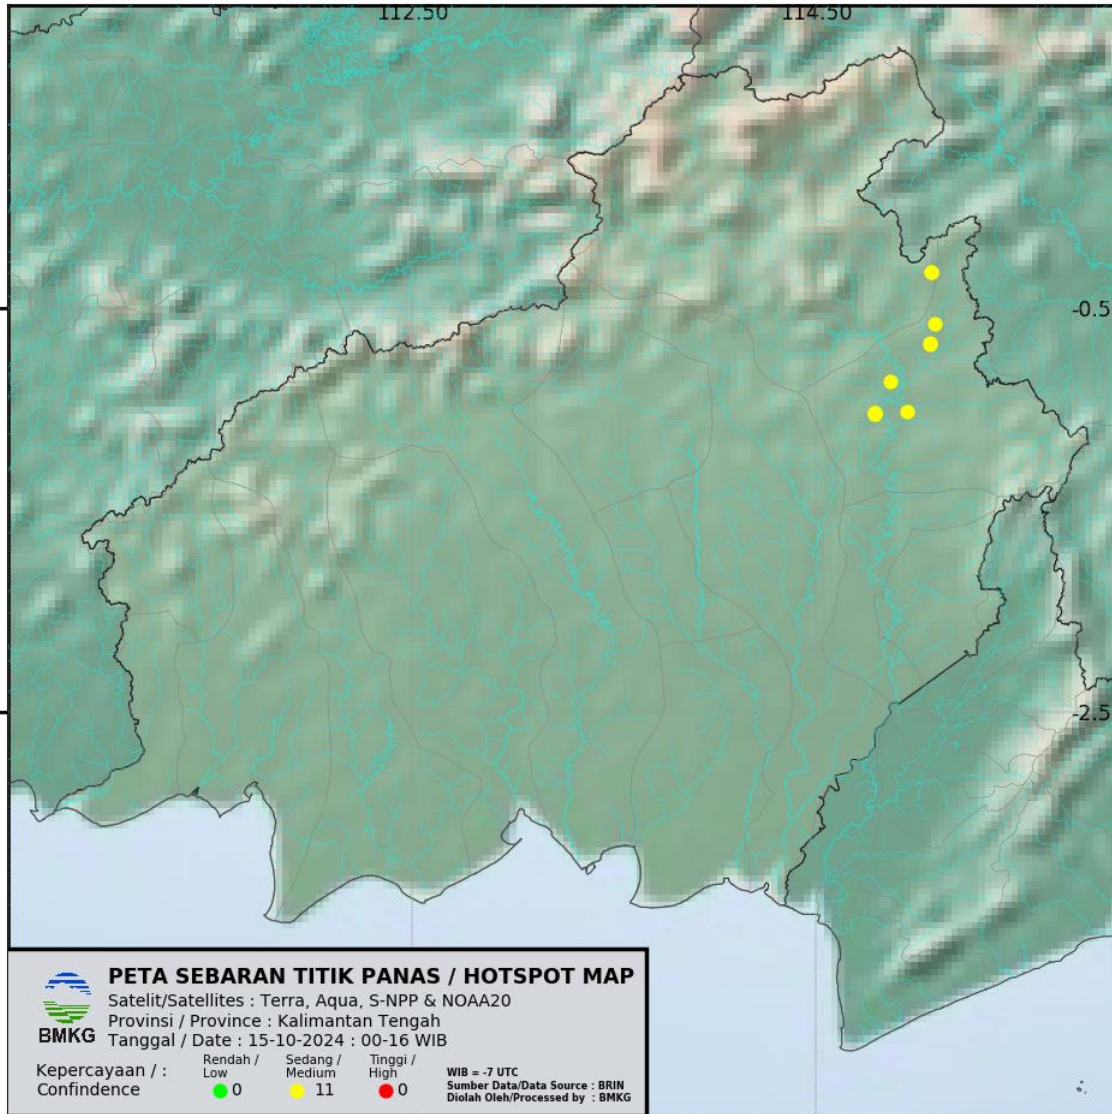 112.50
114.50
-0.5
-2.5
PETA SEBARAN TITIK PANAS / HOTSPOT MAP
Satelit/Satellites : Terra, Aqua, S-NPP & NOAA20
Provinsi / Province : Kalimantan Tengah
Tanggal / Date : 15-10-2024 : 00-16 WIB
BMKG
Kepercayaan / :
Confindence
Rendah /
Low
0
Sedang /
Medium
11
Tinggi /
High
0
WIB = -7 UTC
Sumber Data/Data Source : BRIN
Diolah Oleh/Processed by : BMKG